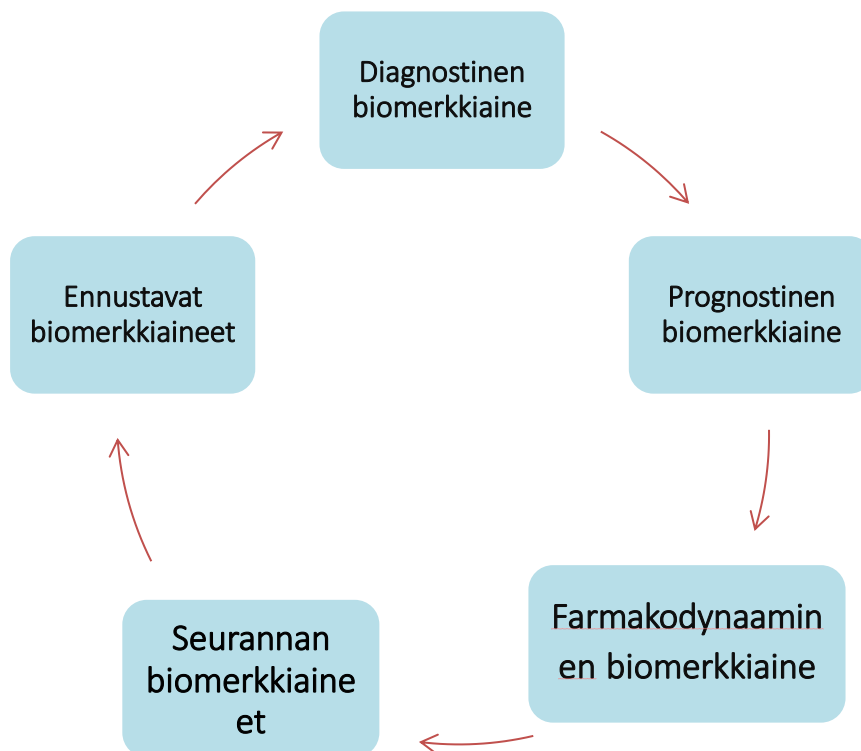 Diagnostinen
biomerkkiaine
Ennustavat
biomerkkiaineet
Prognostinen
biomerkkiaine
Seurannan
biomerkkiaine
et
Farmakodynaamin
en biomerkkiaine